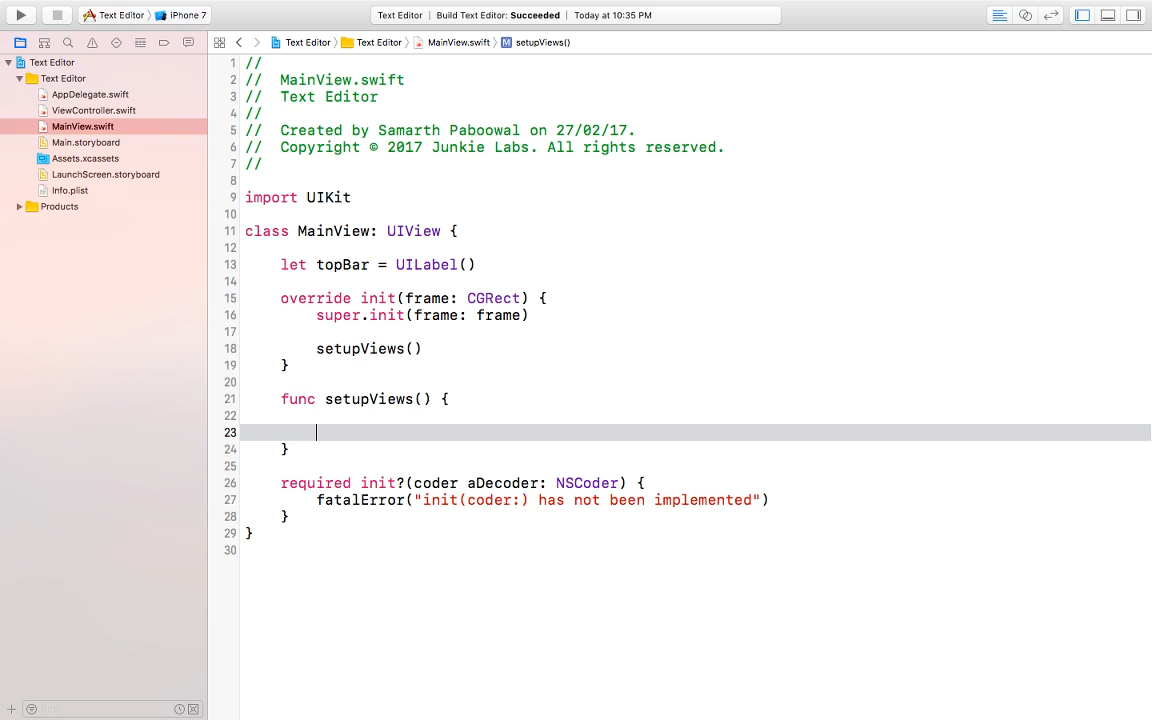 Text Editor iPhone 7
Text Editor Build Text Editor: Succeeded Today at 10:35 PM
Text Editor Text Editor MainView.swift M setupViews()
Text Editor
Text Editor
AppDelegate.swift
ViewController.swift
MainView.swift
Main.storyboard
Assets.xcassets
LaunchScreen.storyboard
Info.plist
Products
Filter
1 //
2 //  MainView.swift
3 //  Text Editor
4 //
5 //  Created by Samarth Paboowal on 27/02/17.
6 //  Copyright © 2017 Junkie Labs. All rights reserved.
7 //
8
9 import UIKit
10
11 class MainView: UIView {
12
13     let topBar = UILabel()
14
15     override init(frame: CGRect) {
16         super.init(frame: frame)
17
18         setupViews()
19     }
20
21     func setupViews() {
22
23
24     }
25
26     required init?(coder aDecoder: NSCoder) {
27         fatalError("init(coder:) has not been implemented")
28     }
29 }
30